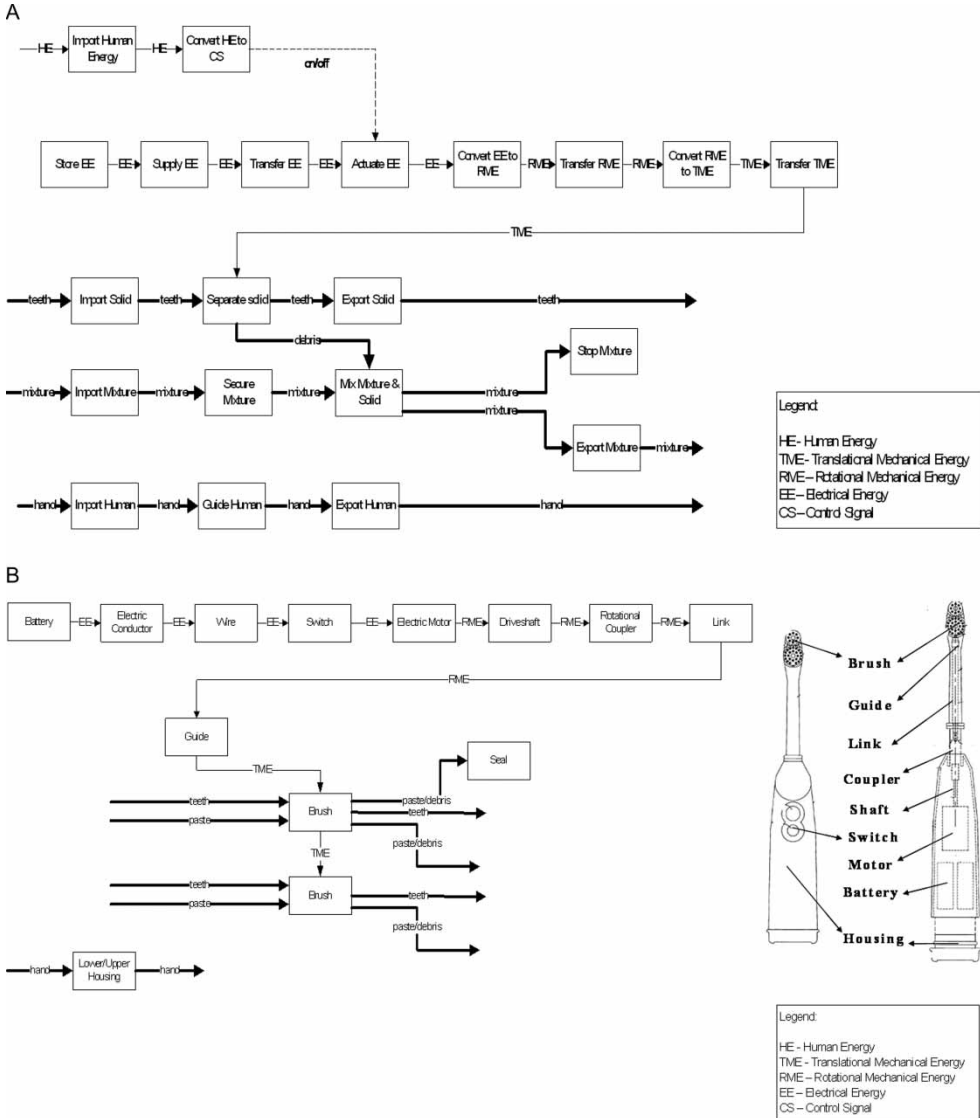 A
HE
Import Human
Energy
HE
Convert HE to
CS
on/off
Store EE
EE
Supply EE
EE
Transfer EE
EE
Actuate EE
EE
Convert EE to
RME
RME
Transfer RME
RME
Convert RME
to TME
TME
Transfer TME
TME
teeth
Import Solid
teeth
Separate solid
teeth
Export Solid
teeth
debris
mixture
Import Mixture
mixture
Secure
Mixture
mixture
Mix Mixture &
Solid
mixture
Stop Mixture
mixture
Export Mixture
mixture
hand
Import Human
hand
Guide Human
hand
Export Human
hand
Legend:
HE - Human Energy
TME - Translational Mechanical Energy
RME – Rotational Mechanical Energy
EE – Electrical Energy
CS – Control Signal
B
Battery
EE
Electric
Conductor
EE
Wire
EE
Switch
EE
Electric Motor
RME
Driveshaft
RME
Rotational
Coupler
RME
Link
RME
Guide
TME
Seal
teeth
paste
Brush
paste/debris
teeth
paste/debris
TME
teeth
paste
Brush
teeth
paste/debris
hand
Lower/Upper
Housing
hand
Brush
Guide
Link
Coupler
Shaft
Switch
Motor
Battery
Housing
Legend:
HE - Human Energy
TME - Translational Mechanical Energy
RME – Rotational Mechanical Energy
EE – Electrical Energy
CS – Control Signal